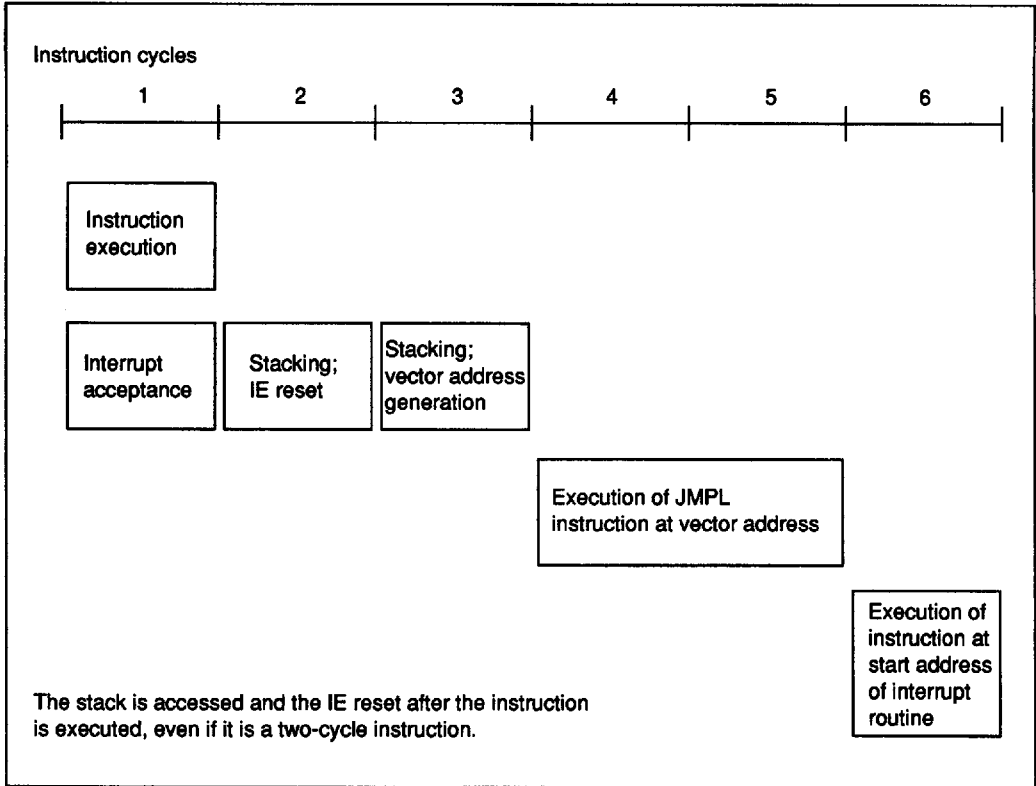 Instruction cycles
1 2 3 4 5 6
Instruction
execution
Interrupt
acceptance
Stacking;
IE reset
Stacking;
vector address
generation
Execution of JMPL
instruction at vector address
Execution of
instruction at
start address
of interrupt
routine
The stack is accessed and the IE reset after the instruction
is executed, even if it is a two-cycle instruction.